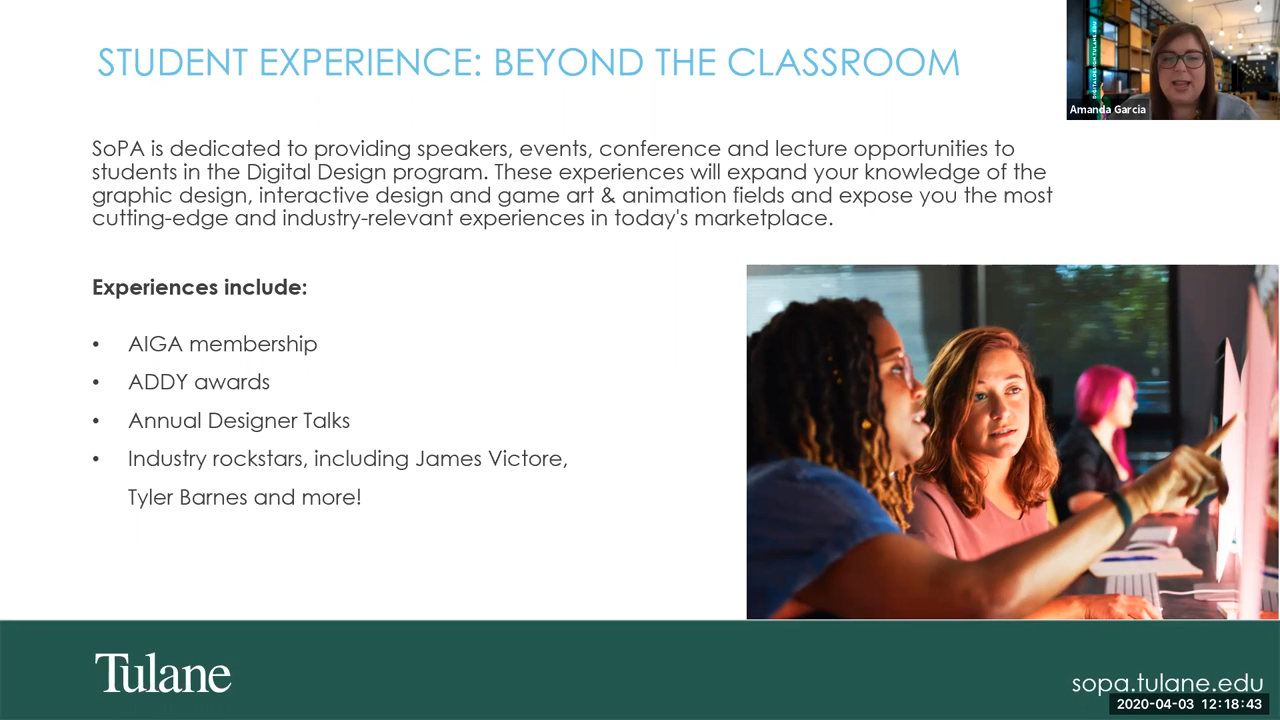 STUDENT EXPERIENCE: BEYOND THE CLASSROOM
DIGITALDESIGN.TULANE.EDU
Amanda Garcia
SoPA is dedicated to providing speakers, events, conference and lecture opportunities to
students in the Digital Design program. These experiences will expand your knowledge of the
graphic design, interactive design and game art & animation fields and expose you the most
cutting-edge and industry-relevant experiences in today's marketplace.
Experiences include:
• AIGA membership
• ADDY awards
• Annual Designer Talks
• Industry rockstars, including James Victore,
Tyler Barnes and more!
Tulane
sopa.tulane.edu
2020-04-03 12:18:43